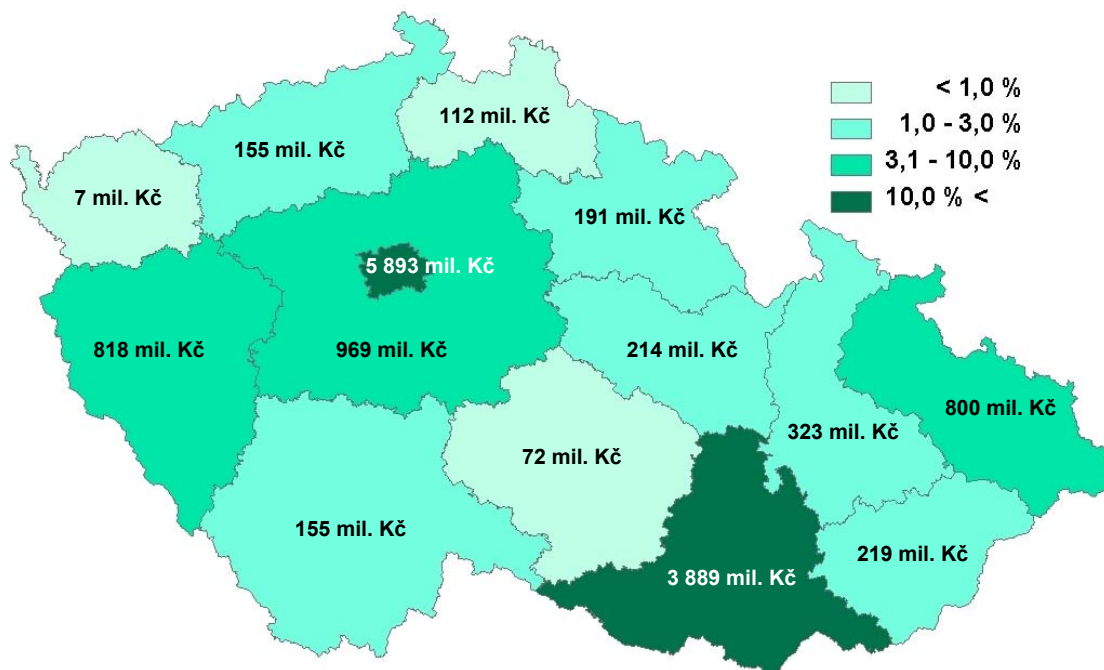 < 1,0 %
1,0 - 3,0 %
3,1 - 10,0 %
10,0 % <
112 mil. Kč
155 mil. Kč
7 mil. Kč
191 mil. Kč
5 893 mil. Kč
818 mil. Kč
969 mil. Kč
214 mil. Kč
800 mil. Kč
323 mil. Kč
72 mil. Kč
155 mil. Kč
219 mil. Kč
3 889 mil. Kč